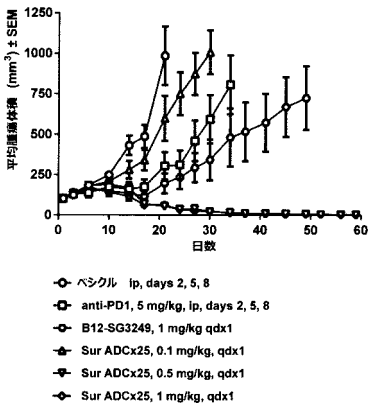 平均腫瘍体積 (mm³) ± SEM
1250
1000
750
500
250
0
0 10 20 30 40 50 60
日数
ベシクル ip, days 2, 5, 8
anti-PD1, 5 mg/kg, ip, days 2, 5, 8
B12-SG3249, 1 mg/kg qdx1
Sur ADCx25, 0.1 mg/kg, qdx1
Sur ADCx25, 0.5 mg/kg, qdx1
Sur ADCx25, 1 mg/kg, qdx1